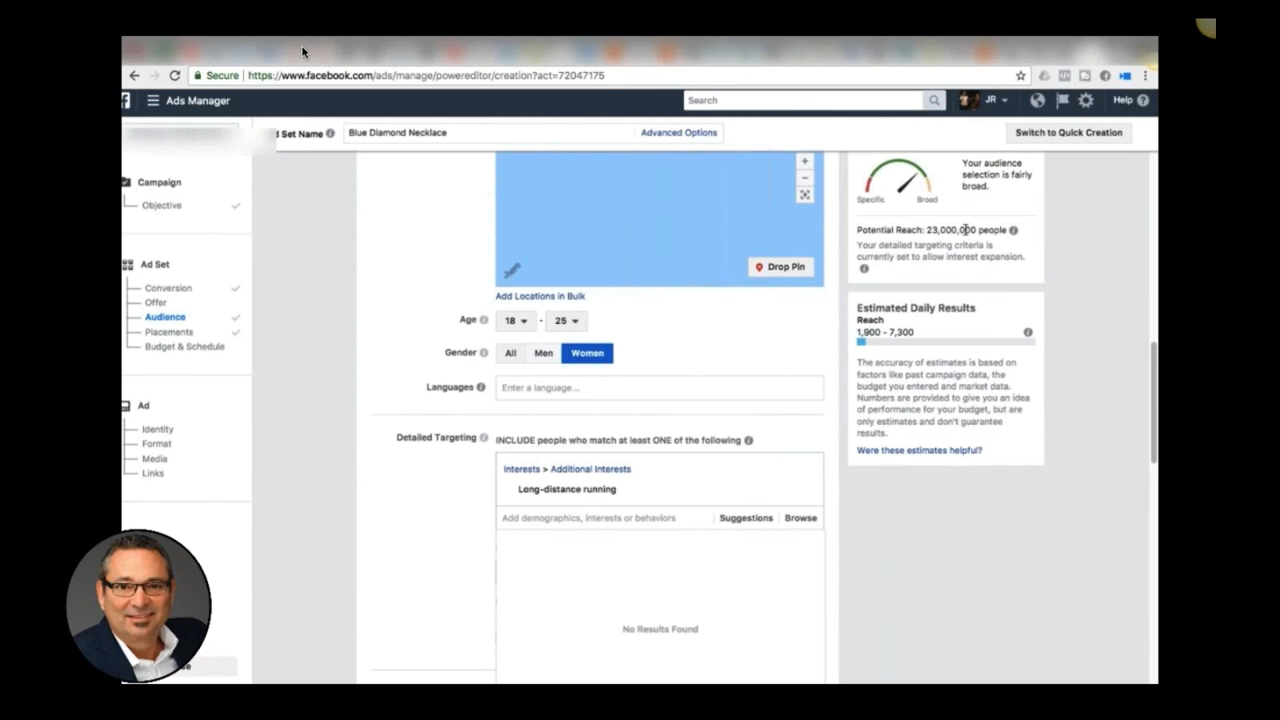 Secure https://www.facebook.com/ads/manage/powereditor/creation?act=72047175
Ads Manager
Search
JR
Help
d Set Name
Blue Diamond Necklace
Advanced Options
Switch to Quick Creation
Campaign
Objective
Ad Set
Conversion
Offer
Audience
Placements
Budget & Schedule
Ad
Identity
Format
Media
Links
Drop Pin
Add Locations in Bulk
Age
18 - 25
Gender
All Men Women
Languages
Enter a language...
Detailed Targeting
INCLUDE people who match at least ONE of the following
Interests > Additional Interests
Long-distance running
Add demographics, interests or behaviors
Suggestions Browse
No Results Found
Specific Broad
Your audience
selection is fairly
broad.
Potential Reach: 23,000,000 people
Your detailed targeting criteria is
currently set to allow interest expansion.
Estimated Daily Results
Reach
1,900 - 7,300
The accuracy of estimates is based on
factors like past campaign data, the
budget you entered and market data.
Numbers are provided to give you an idea
of performance for your budget, but are
only estimates and don't guarantee
results.
Were these estimates helpful?